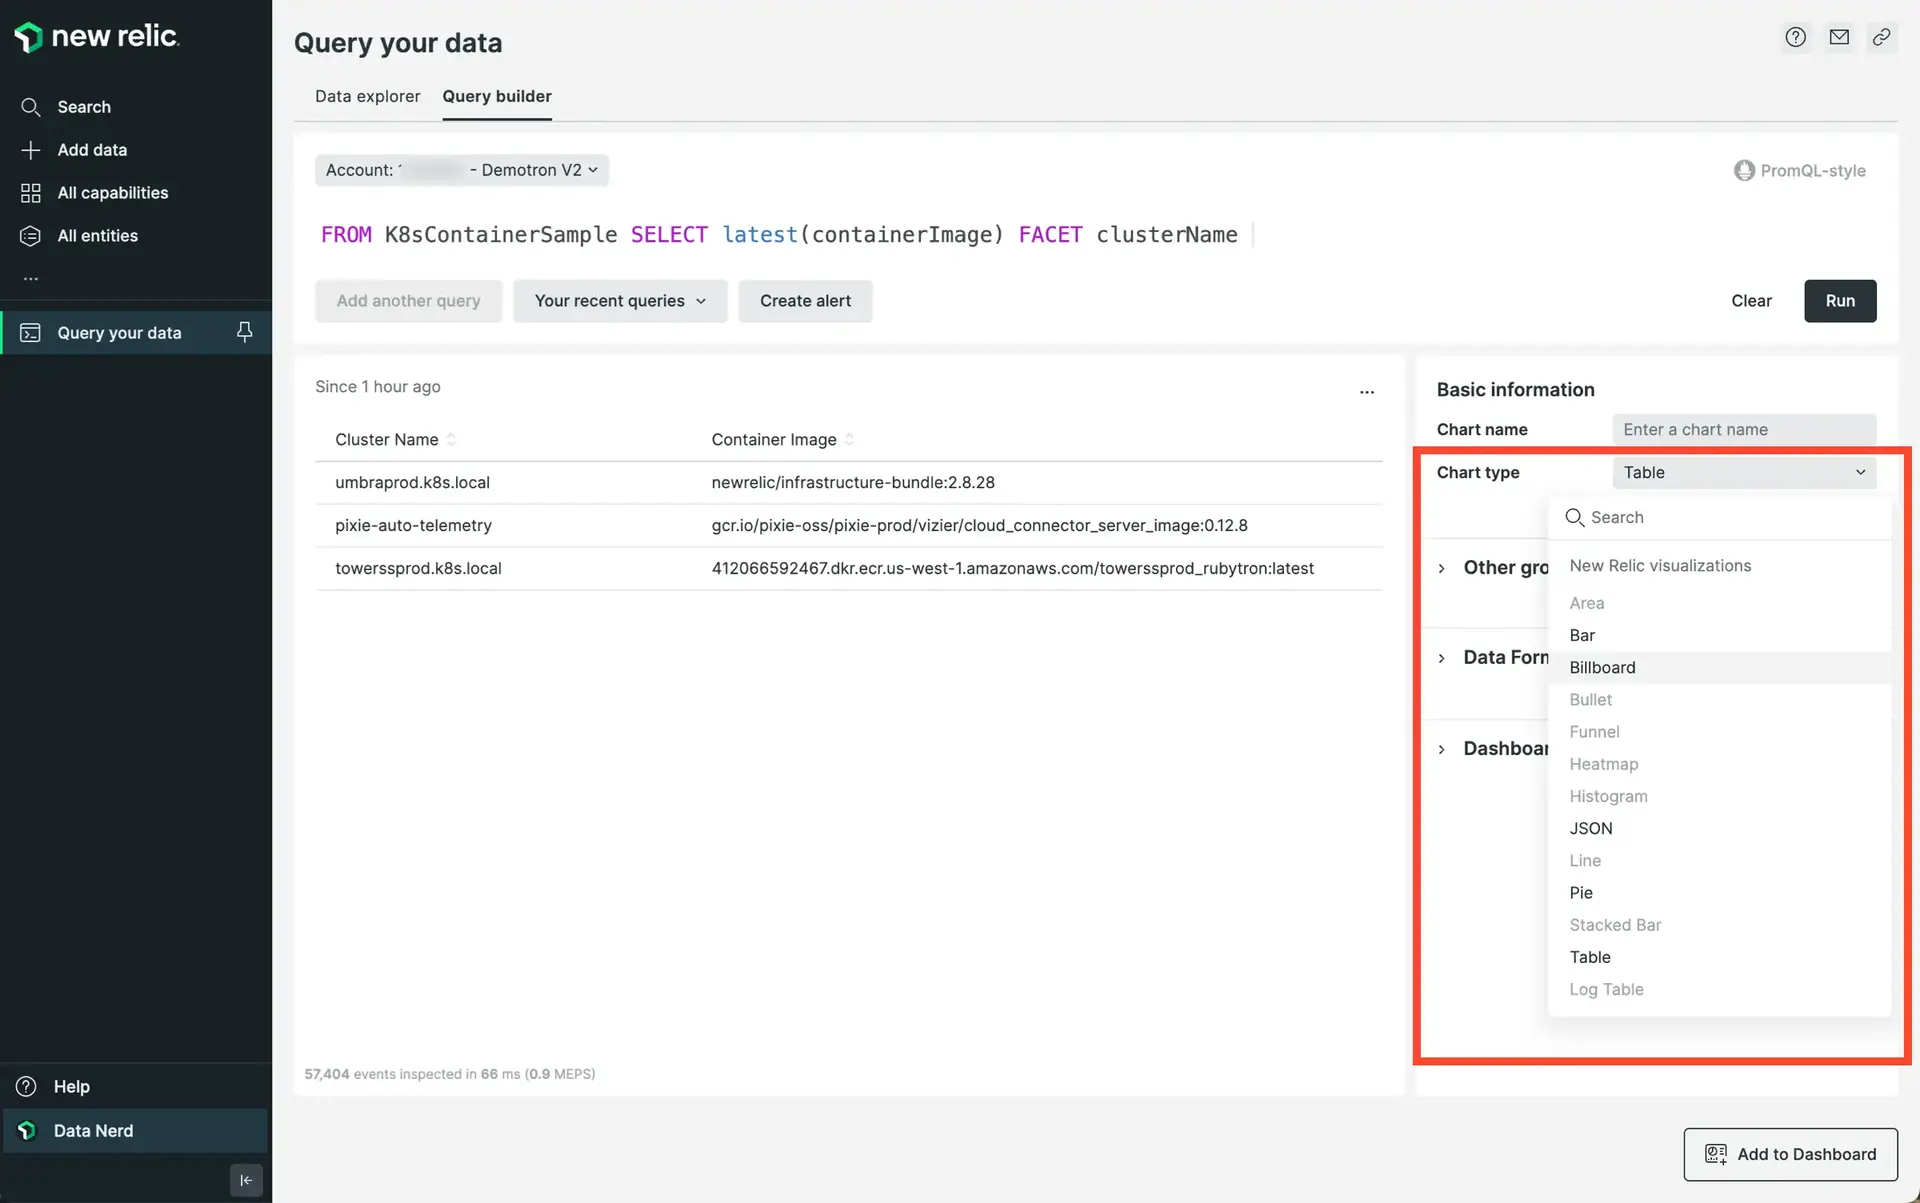 new relic.
Search
Add data
All capabilities
All entities
...
Query your data
Help
Data Nerd
Query your data
Data explorer
Query builder
Account: - Demotron V2
PromQL-style
FROM K8sContainerSample SELECT latest(containerImage) FACET clusterName
Add another query
Your recent queries
Create alert
Clear
Run
Since 1 hour ago
...
Cluster Name Container Image
umbraprod.k8s.local newrelic/infrastructure-bundle:2.8.28
pixie-auto-telemetry gcr.io/pixie-oss/pixie-prod/vizier/cloud_connector_server_image:0.12.8
towerssprod.k8s.local 412066592467.dkr.ecr.us-west-1.amazonaws.com/towerssprod_rubytron:latest
57,404 events inspected in 66 ms (0.9 MEPS)
Basic information
Chart name Enter a chart name
Chart type Table
Other gro
Data Forn
Dashboar
Search
New Relic visualizations
Area
Bar
Billboard
Bullet
Funnel
Heatmap
Histogram
JSON
Line
Pie
Stacked Bar
Table
Log Table
Add to Dashboard